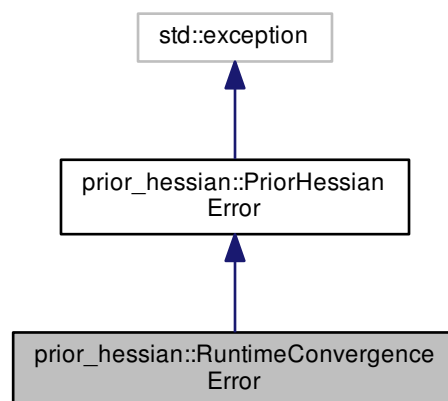 std::exception
prior_hessian::PriorHessian
Error
prior_hessian::RuntimeConvergence
Error